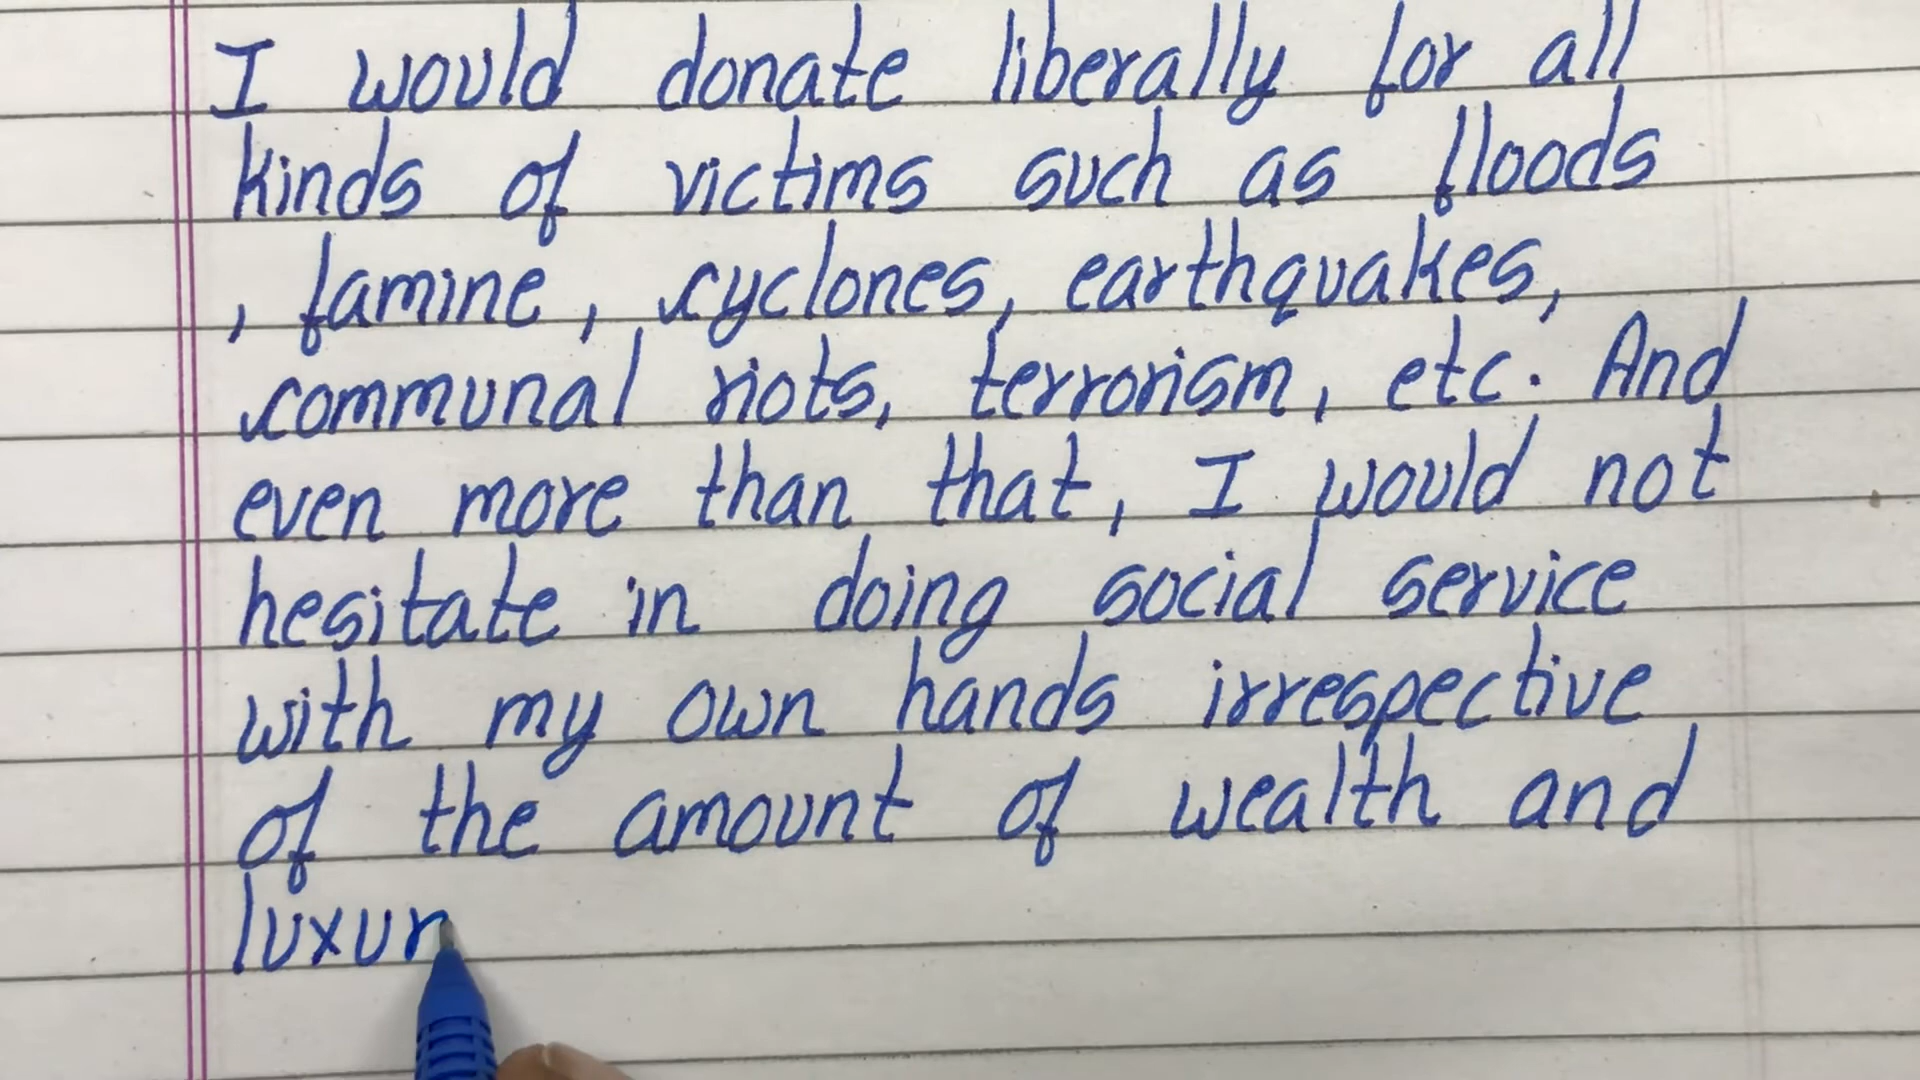 I would donate liberally for all
kinds of victims such as floods
, famine, cyclones, earthquakes,
communal riots, terrorism, etc. And
even more than that, I would not
hesitate in doing social service
with my own hands irrespective
of the amount of wealth and
luxur